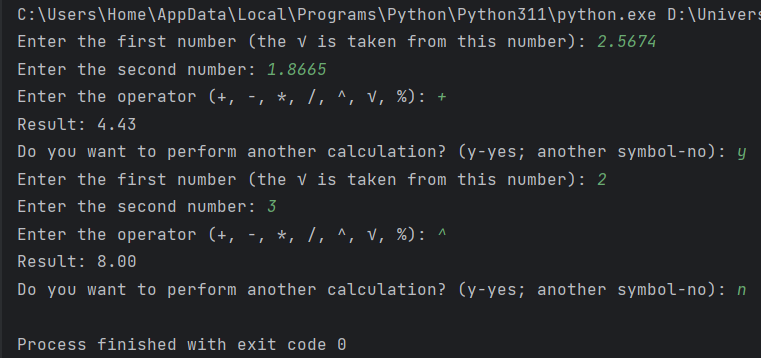 C:\Users\Home\AppData\Local\Programs\Python\Python311\python.exe D:\Univers
Enter the first number (the √ is taken from this number): 2.5674
Enter the second number: 1.8665
Enter the operator (+, -, *, /, ^, √, %): +
Result: 4.43
Do you want to perform another calculation? (y-yes; another symbol-no): y
Enter the first number (the √ is taken from this number): 2
Enter the second number: 3
Enter the operator (+, -, *, /, ^, √, %): ^
Result: 8.00
Do you want to perform another calculation? (y-yes; another symbol-no): n
Process finished with exit code 0